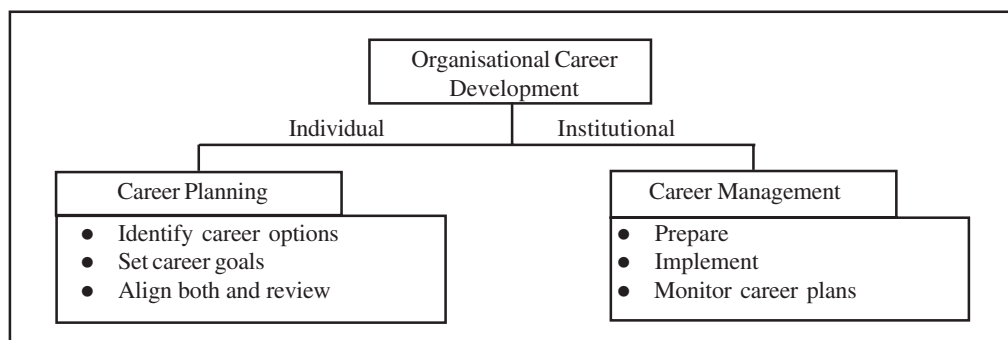 Organisational Career
Development
Individual
Institutional
Career Planning
● Identify career options
● Set career goals
● Align both and review
Career Management
● Prepare
● Implement
● Monitor career plans